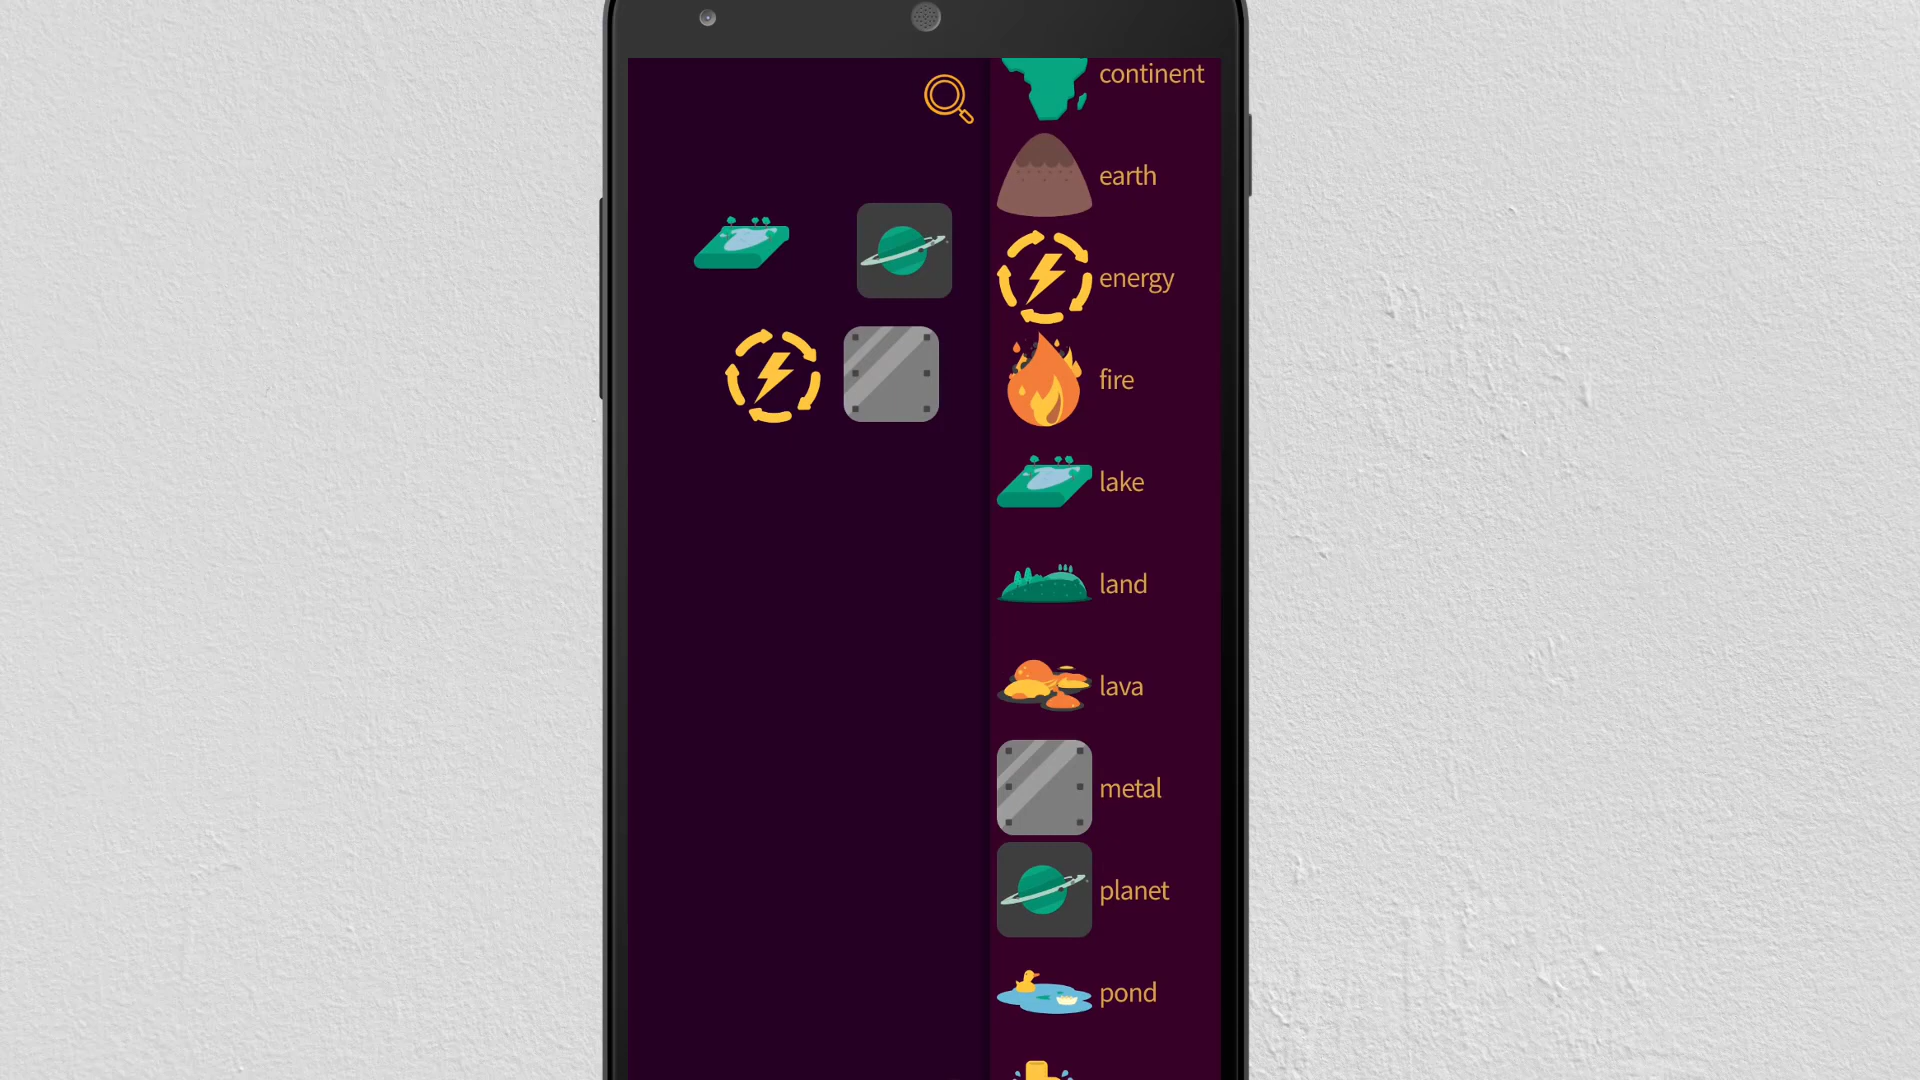 continent
earth
energy
fire
lake
land
lava
metal
planet
pond